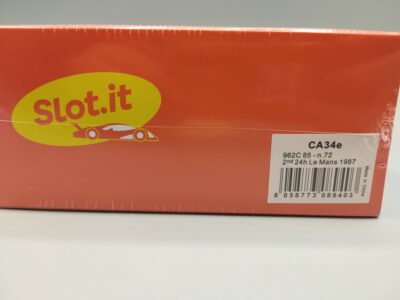 Slot.it
CA34e
962C 85 - n.72
2nd 24h Le Mans 1987
Made in China
8 058773 089403